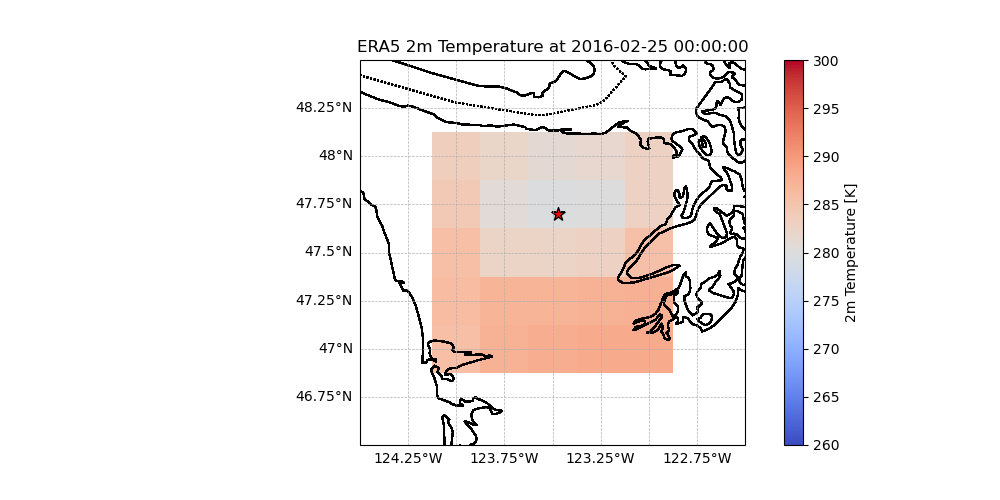 ERA5 2m Temperature at 2016-02-25 00:00:00
48.25°N
48°N
47.75°N
47.5°N
47.25°N
47°N
46.75°N
124.25°W 123.75°W 123.25°W 122.75°W
300
295
290
285
280
275
270
265
260
2m Temperature [K]